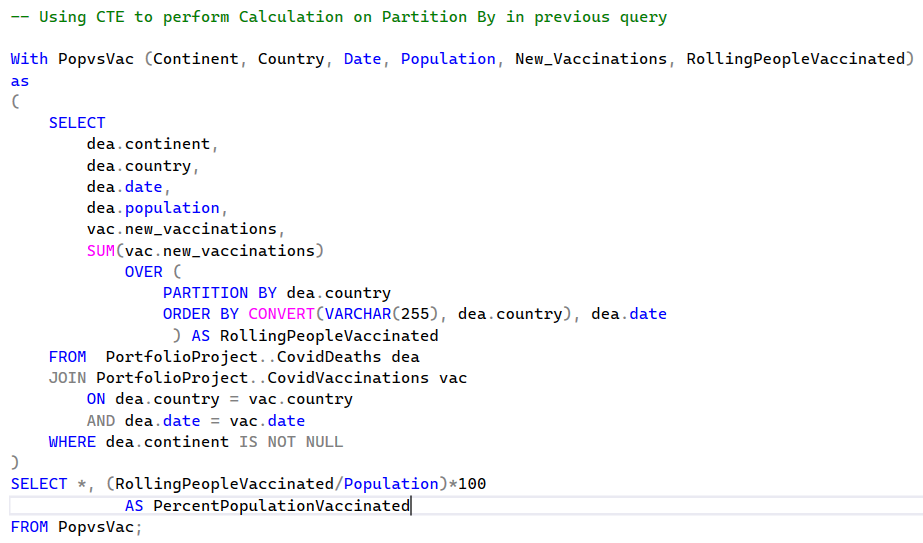 -- Using CTE to perform Calculation on Partition By in previous query
With PopvsVac (Continent, Country, Date, Population, New_Vaccinations, RollingPeopleVaccinated)
as
(
SELECT
dea.continent,
dea.country,
dea.date,
dea.population,
vac.new_vaccinations,
SUM(vac.new_vaccinations)
OVER (
PARTITION BY dea.country
ORDER BY CONVERT(VARCHAR(255), dea.country), dea.date
) AS RollingPeopleVaccinated
FROM  PortfolioProject..CovidDeaths dea
JOIN PortfolioProject..CovidVaccinations vac
ON dea.country = vac.country
AND dea.date = vac.date
WHERE dea.continent IS NOT NULL
)
SELECT *, (RollingPeopleVaccinated/Population)*100
AS PercentPopulationVaccinated
FROM PopvsVac;